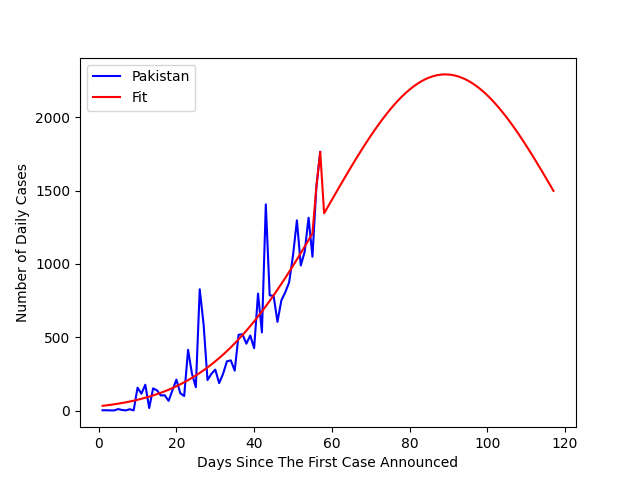 Pakistan
Fit
Number of Daily Cases
2000
1500
1000
500
0
0 20 40 60 80 100 120
Days Since The First Case Announced